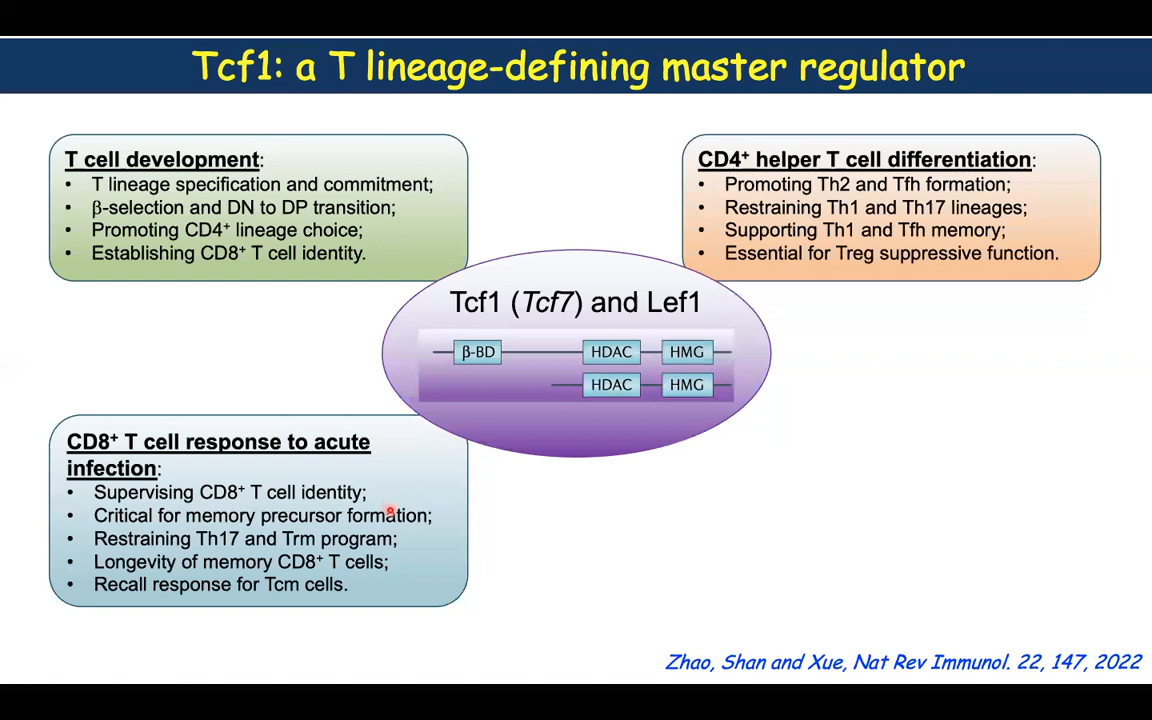 Tcf1: a T lineage-defining master regulator
T cell development:
• T lineage specification and commitment;
• β-selection and DN to DP transition;
• Promoting CD4⁺ lineage choice;
• Establishing CD8⁺ T cell identity.
CD4⁺ helper T cell differentiation:
• Promoting Th2 and Tfh formation;
• Restraining Th1 and Th17 lineages;
• Supporting Th1 and Tfh memory;
• Essential for Treg suppressive function.
Tcf1 (Tcf7) and Lef1
β-BD HDAC HMG
HDAC HMG
CD8⁺ T cell response to acute
infection:
• Supervising CD8⁺ T cell identity;
• Critical for memory precursor formation;
• Restraining Th17 and Trm program;
• Longevity of memory CD8⁺ T cells;
• Recall response for Tcm cells.
Zhao, Shan and Xue, Nat Rev Immunol. 22, 147, 2022